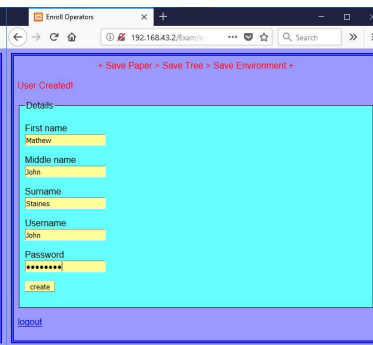 Enroll Operators
192.168.43.2/Exam/
Search
+ Save Paper > Save Tree > Save Environment +
User Created!
Details
First name
Mathew
Middle name
John
Surname
Staines
Username
John
Password
create
logout